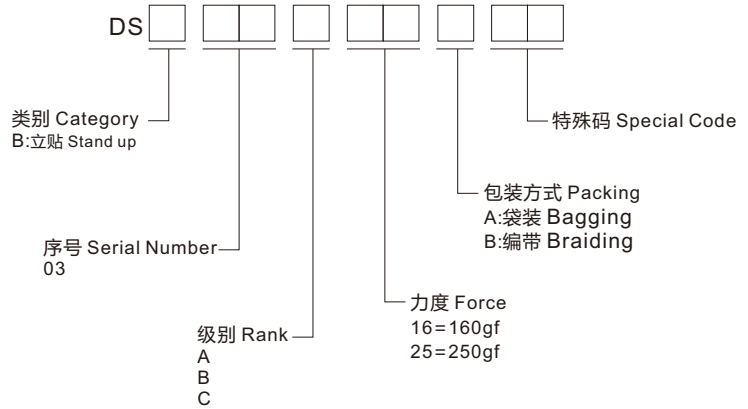 DS
类别 Category
B:立贴 Stand up
特殊码 Special Code
包装方式 Packing
A:袋装 Bagging
B:编带 Braiding
序号 Serial Number
03
力度 Force
16=160gf
25=250gf
级别 Rank
A
B
C